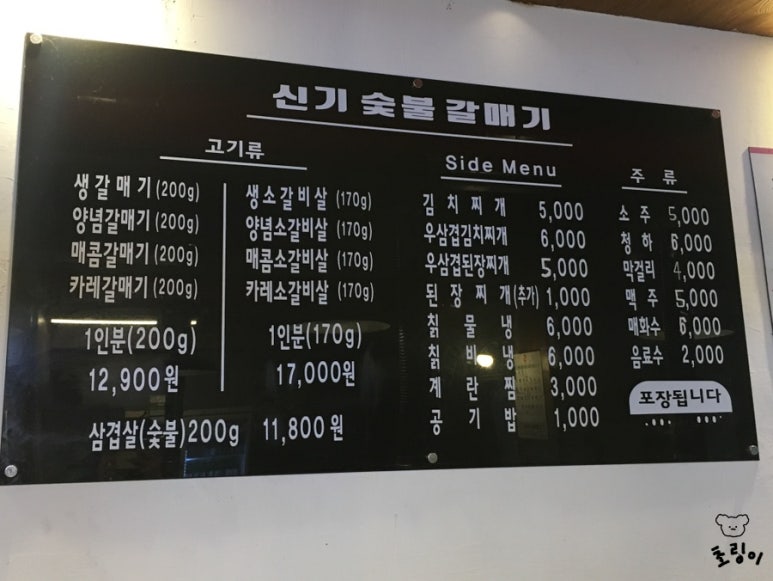 신기 숯불갈매기
고기류
생갈매기 (200g)
양념갈매기 (200g)
매콤갈매기 (200g)
카레갈매기 (200g)
1인분(200g)
12,900원
생소갈비살 (170g)
양념소갈비살 (170g)
매콤소갈비살 (170g)
카레소갈비살 (170g)
1인분(170g)
17,000원
삼겹살(숯불)200g 11,800원
Side Menu
김치찌개 5,000
우삼겹김치찌개 6,000
우삼겹된장찌개 5,000
된장찌개(추가) 1,000
칡물냉 6,000
칡비냉 6,000
계란찜 3,000
공기밥 1,000
주류
소주 5,000
청하 6,000
막걸리 4,000
맥주 5,000
매화수 6,000
음료수 2,000
포장됩니다
초링이